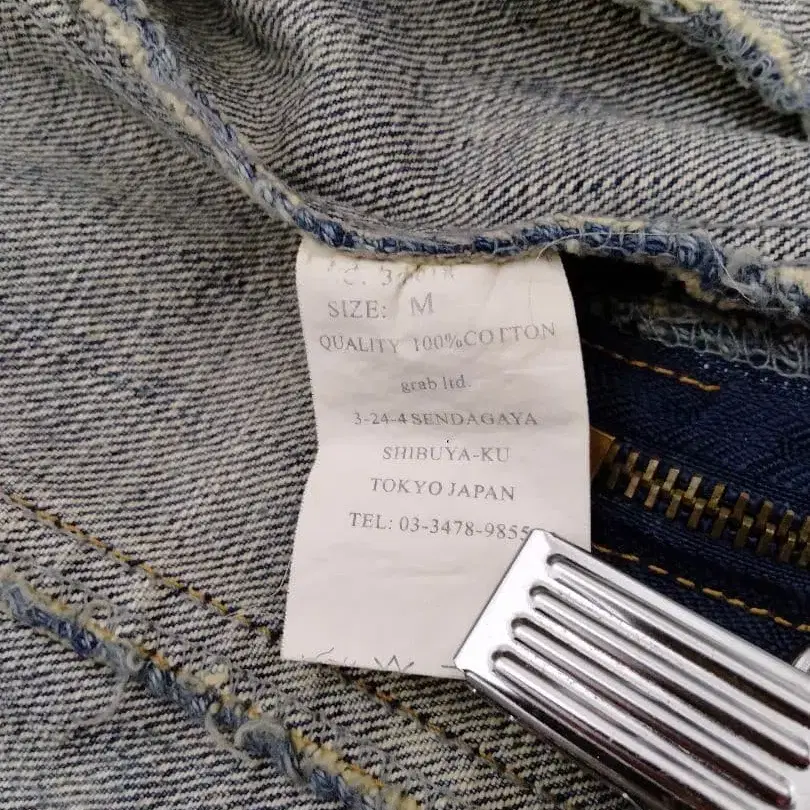 SIZE: M
QUALITY 100%COTTON
grab ltd.
3-24-4 SENDAGAYA
SHIBUYA-KU
TOKYO JAPAN
TEL: 03-3478-9855